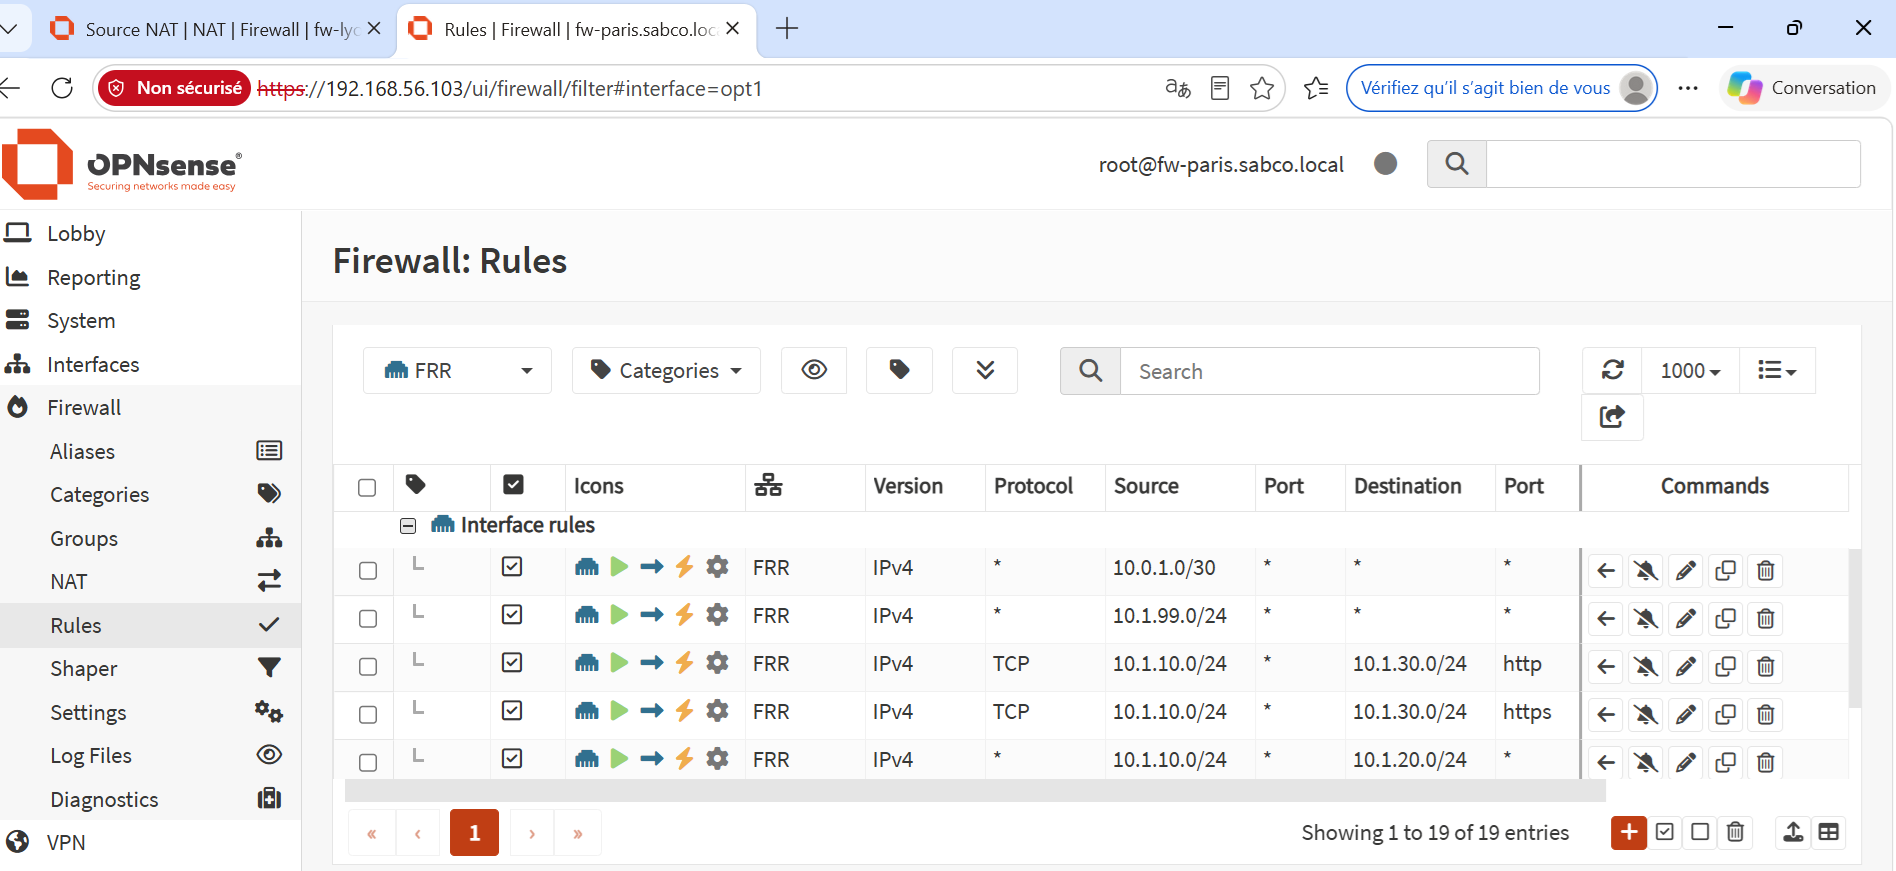 Source NAT | NAT | Firewall | fw-lyo
Rules | Firewall | fw-paris.sabco.loc
Non sécurisé https://192.168.56.103/ui/firewall/filter#interface=opt1
Vérifiez qu'il s'agit bien de vous
Conversation
OPNsense®
Securing networks made easy
root@fw-paris.sabco.local
Lobby
Reporting
System
Interfaces
Firewall
Aliases
Categories
Groups
NAT
Rules
Shaper
Settings
Log Files
Diagnostics
VPN
Firewall: Rules
FRR Categories Search 1000
Icons Version Protocol Source Port Destination Port Commands
Interface rules
FRR IPv4 * 10.0.1.0/30 * * *
FRR IPv4 * 10.1.99.0/24 * * *
FRR IPv4 TCP 10.1.10.0/24 * 10.1.30.0/24 http
FRR IPv4 TCP 10.1.10.0/24 * 10.1.30.0/24 https
FRR IPv4 * 10.1.10.0/24 * 10.1.20.0/24 *
« ‹ 1 › »
Showing 1 to 19 of 19 entries